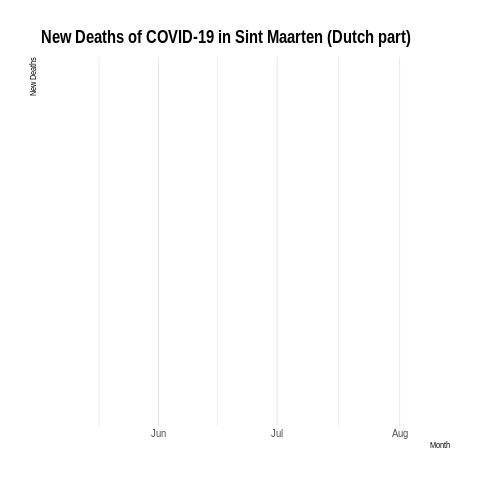 New Deaths of COVID-19 in Sint Maarten (Dutch part)
New Deaths
Jun Jul Aug
Month